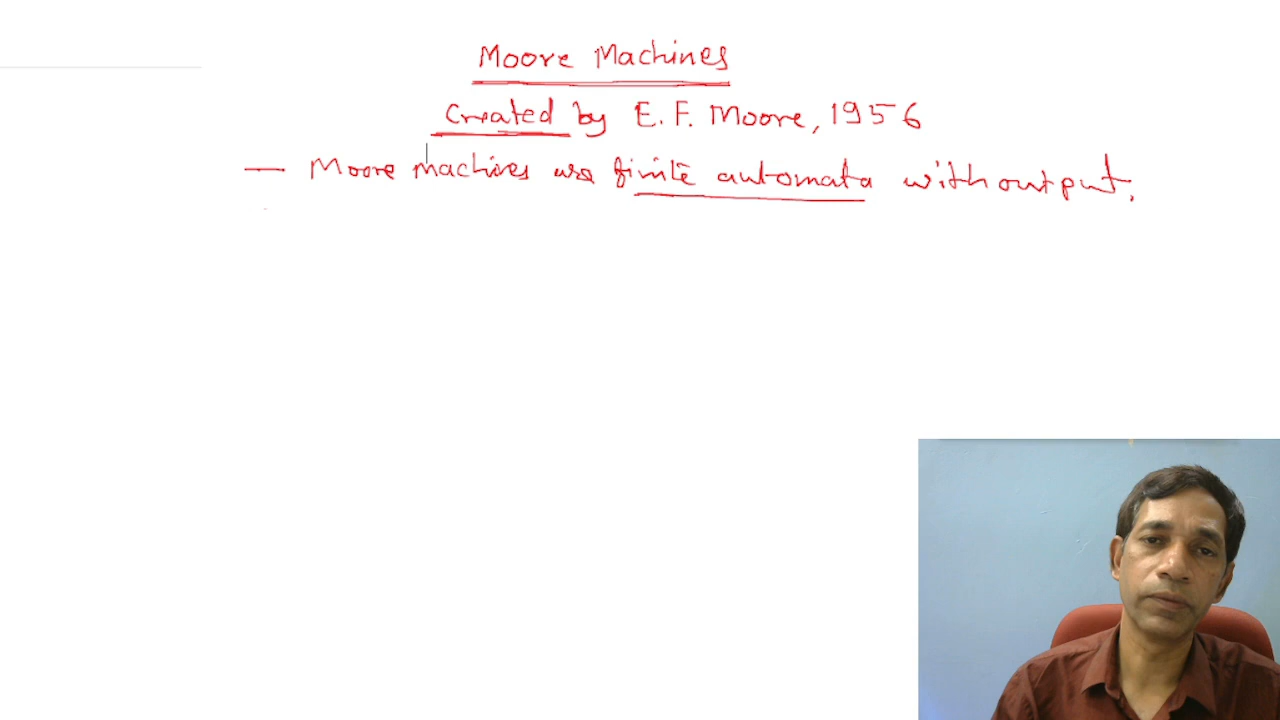 Moore Machines
Created by E. F. Moore, 1956
— Moore machines are finite automata with output.